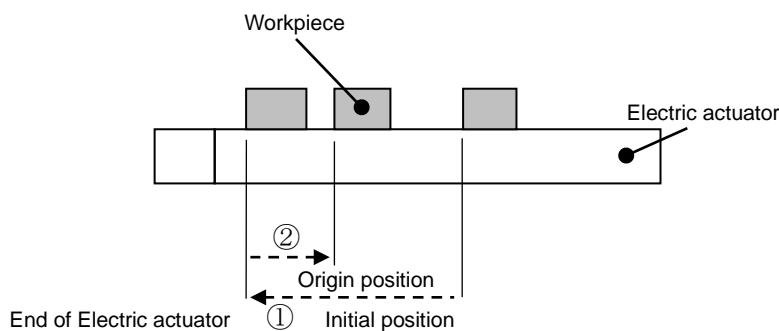 Workpiece
Electric actuator
②
Origin position
End of Electric actuator ① Initial position